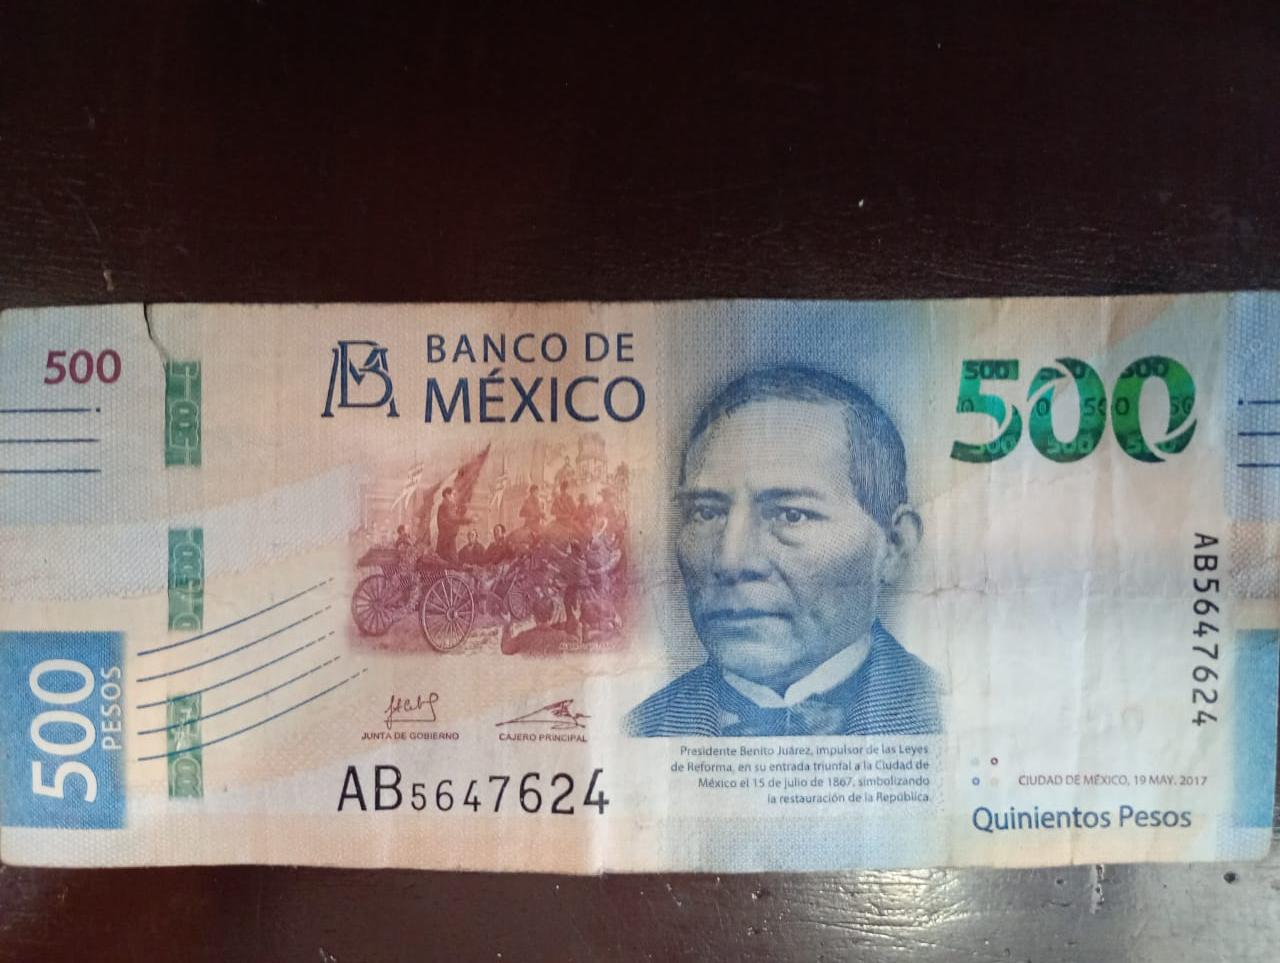 500
500
PESOS
BANCO DE
MÉXICO
500
AB5647624
JUNTA DE GOBIERNO
CAJERO PRINCIPAL
AB5647624
Presidente Benito Juárez, impulsor de las Leyes
de Reforma, en su entrada triunfal a la Ciudad de
México el 15 de julio de 1867, simbolizando
la restauración de la República.
CIUDAD DE MÉXICO, 19 MAY. 2017
Quinientos Pesos